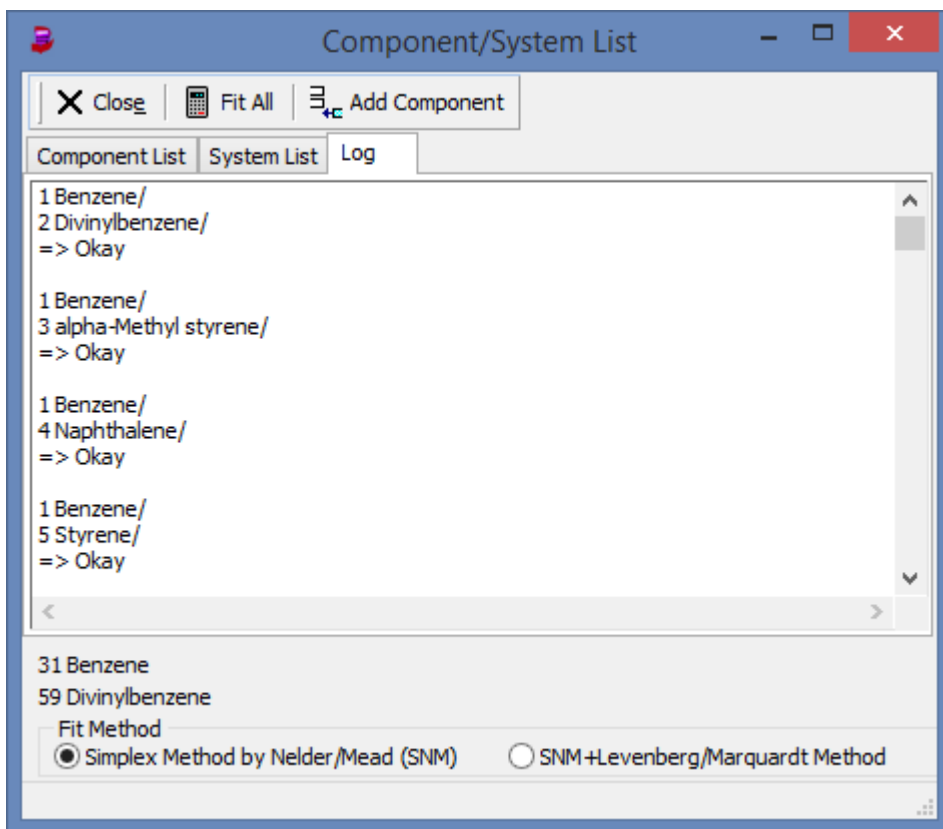 Component/System List
Close Fit All Add Component
Component List System List Log
1 Benzene/
2 Divinylbenzene/
=> Okay
1 Benzene/
3 alpha-Methyl styrene/
=> Okay
1 Benzene/
4 Naphthalene/
=> Okay
1 Benzene/
5 Styrene/
=> Okay
31 Benzene
59 Divinylbenzene
Fit Method
Simplex Method by Nelder/Mead (SNM) SNM+Levenberg/Marquardt Method